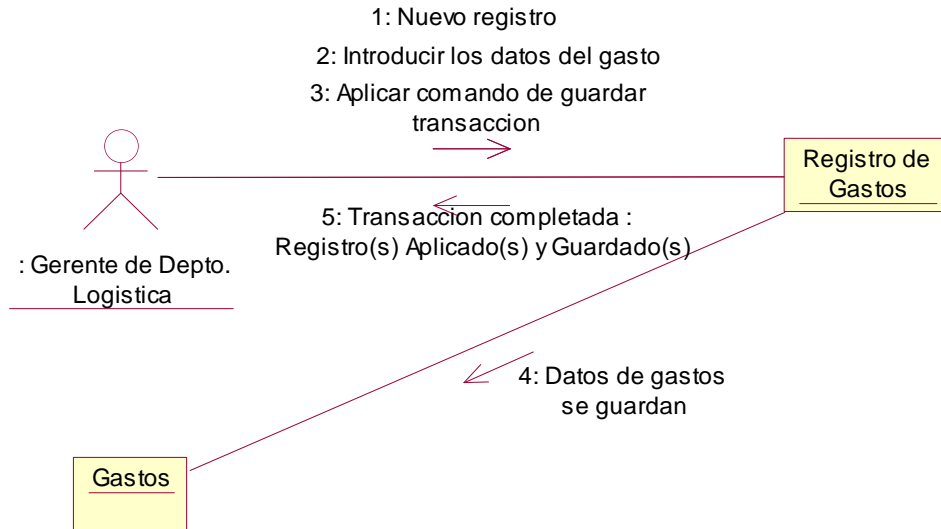 1: Nuevo registro
2: Introducir los datos del gasto
3: Aplicar comando de guardar
transaccion
Registro de
Gastos
5: Transaccion completada :
Registro(s) Aplicado(s) y Guardado(s)
: Gerente de Depto.
Logistica
4: Datos de gastos
se guardan
Gastos